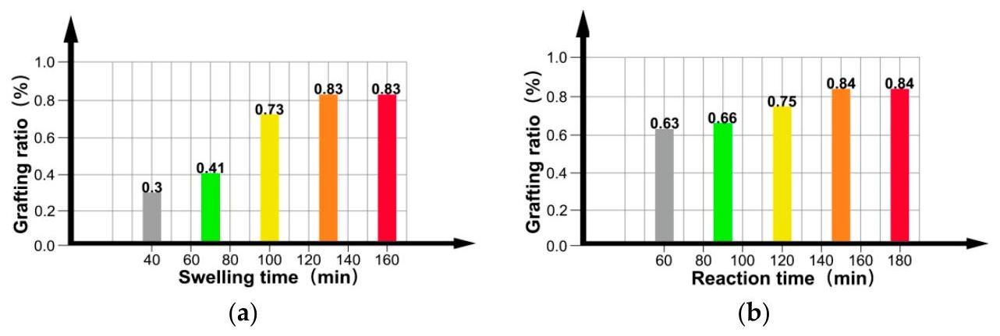 Grafting ratio (%)
1.0
0.8
0.6
0.4
0.2
0.0
0.3
0.41
0.73
0.83
0.83
40 60 80 100 120 140 160
Swelling time (min)
(a)
Grafting ratio (%)
1.0
0.8
0.6
0.4
0.2
0.0
0.63
0.66
0.75
0.84
0.84
60 80 100 120 140 160 180
Reaction time (min)
(b)